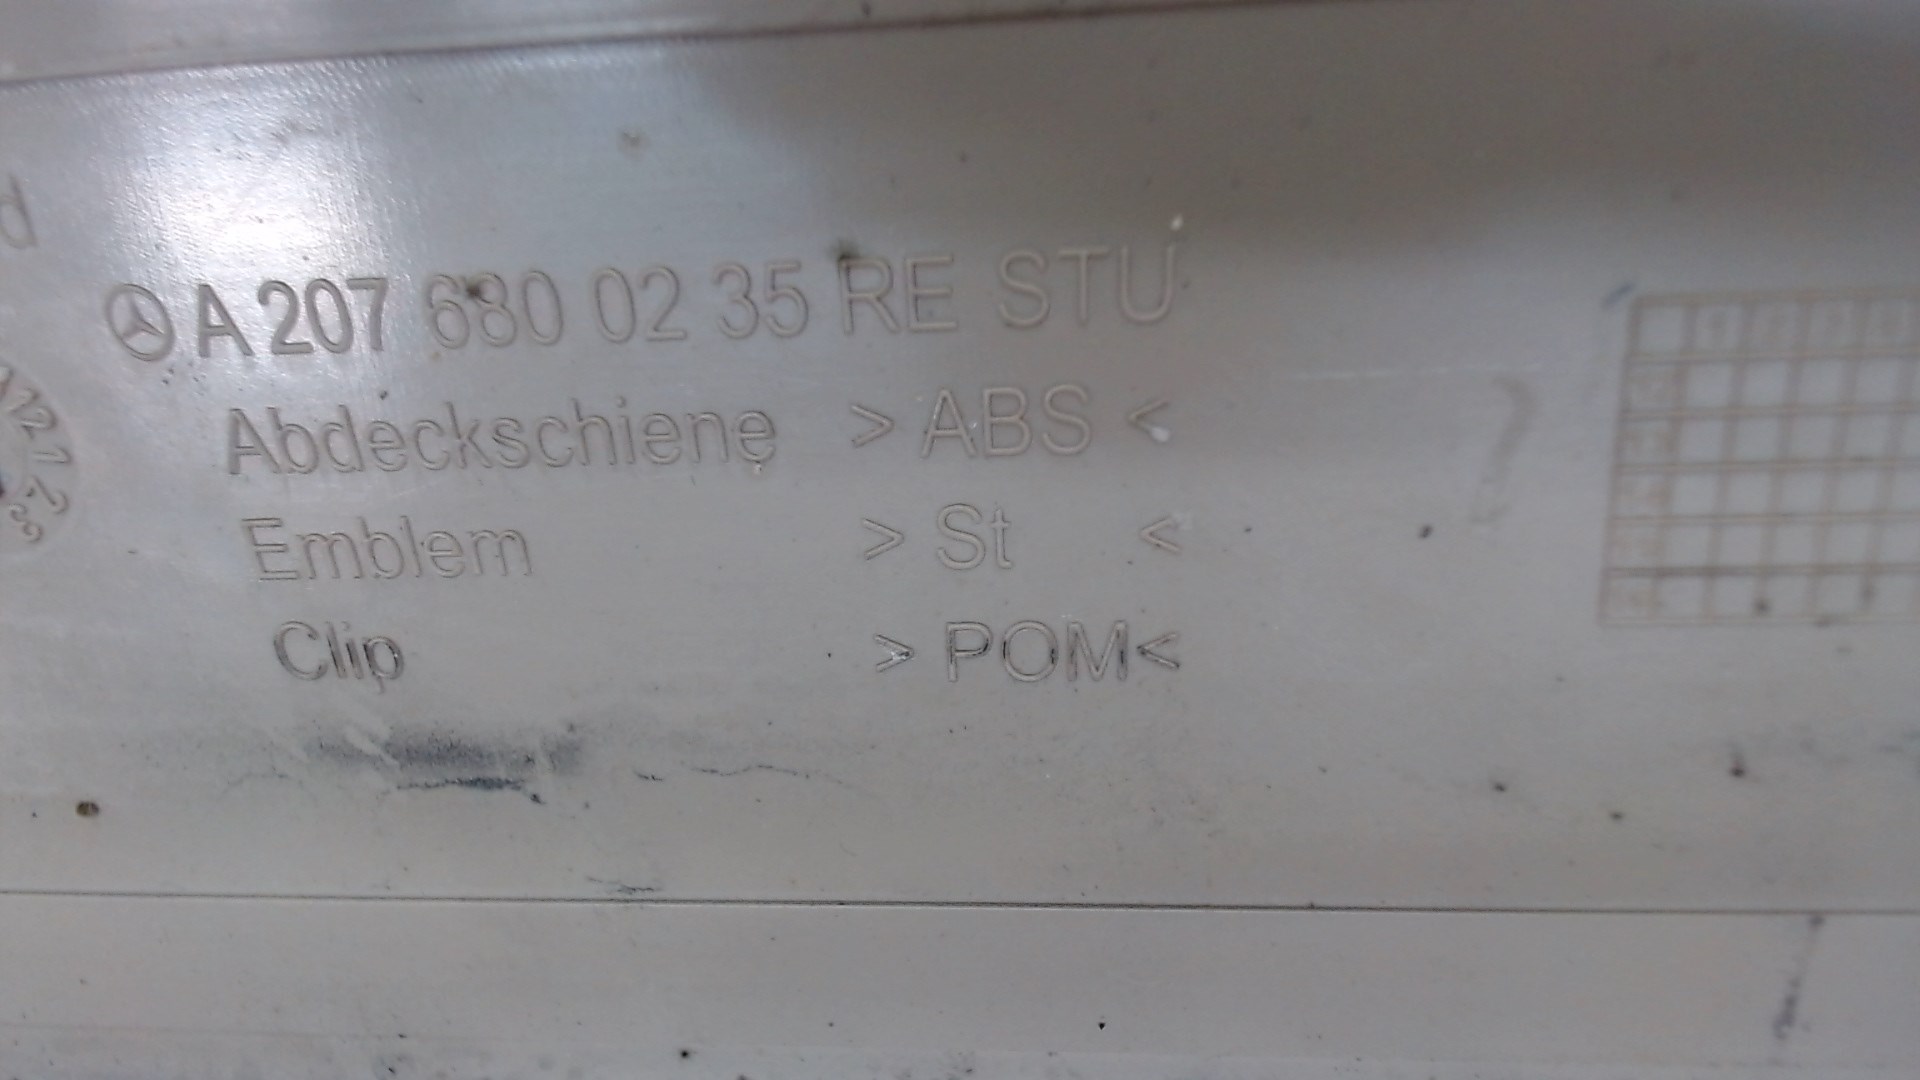 A 207 680 02 35 RE STU
Abdeckschiene > ABS <
Emblem > St <
Clip > POM <